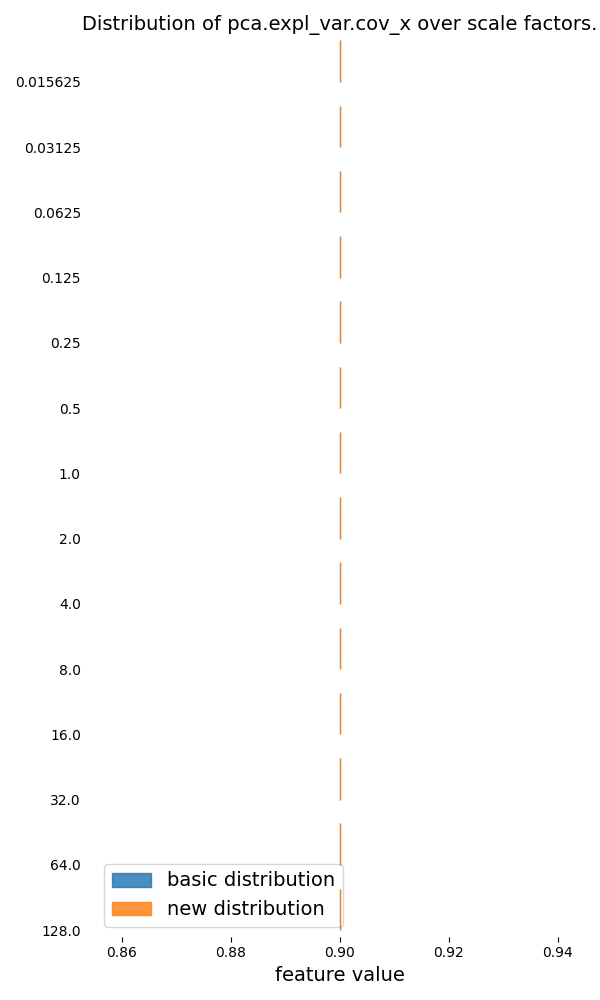 Distribution of pca.expl_var.cov_x over scale factors.
0.015625
0.03125
0.0625
0.125
0.25
0.5
1.0
2.0
4.0
8.0
16.0
32.0
64.0
basic distribution
new distribution
128.0
0.86 0.88 0.90 0.92 0.94
feature value